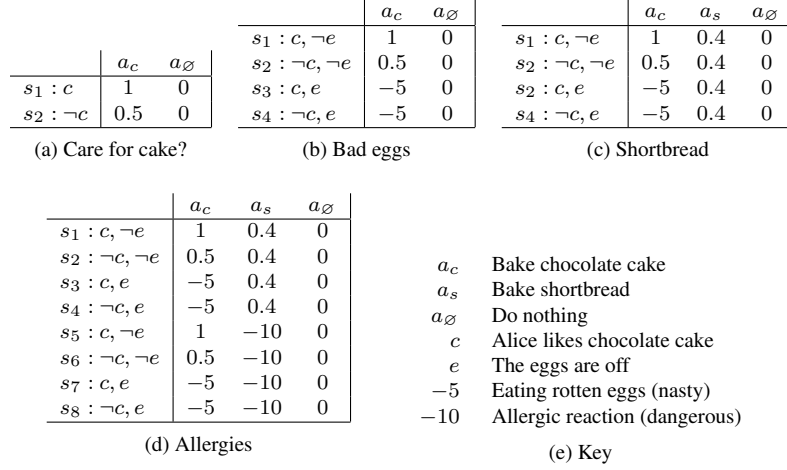 a_c a_∅
s_1 : c 1 0
s_2 : ¬c 0.5 0
(a) Care for cake?
a_c a_∅
s_1 : c, ¬e 1 0
s_2 : ¬c, ¬e 0.5 0
s_3 : c, e −5 0
s_4 : ¬c, e −5 0
(b) Bad eggs
a_c a_s a_∅
s_1 : c, ¬e 1 0.4 0
s_2 : ¬c, ¬e 0.5 0.4 0
s_2 : c, e −5 0.4 0
s_4 : ¬c, e −5 0.4 0
(c) Shortbread
a_c a_s a_∅
s_1 : c, ¬e 1 0.4 0
s_2 : ¬c, ¬e 0.5 0.4 0
s_3 : c, e −5 0.4 0
s_4 : ¬c, e −5 0.4 0
s_5 : c, ¬e 1 −10 0
s_6 : ¬c, ¬e 0.5 −10 0
s_7 : c, e −5 −10 0
s_8 : ¬c, e −5 −10 0
(d) Allergies
a_c Bake chocolate cake
a_s Bake shortbread
a_∅ Do nothing
c Alice likes chocolate cake
e The eggs are off
−5 Eating rotten eggs (nasty)
−10 Allergic reaction (dangerous)
(e) Key